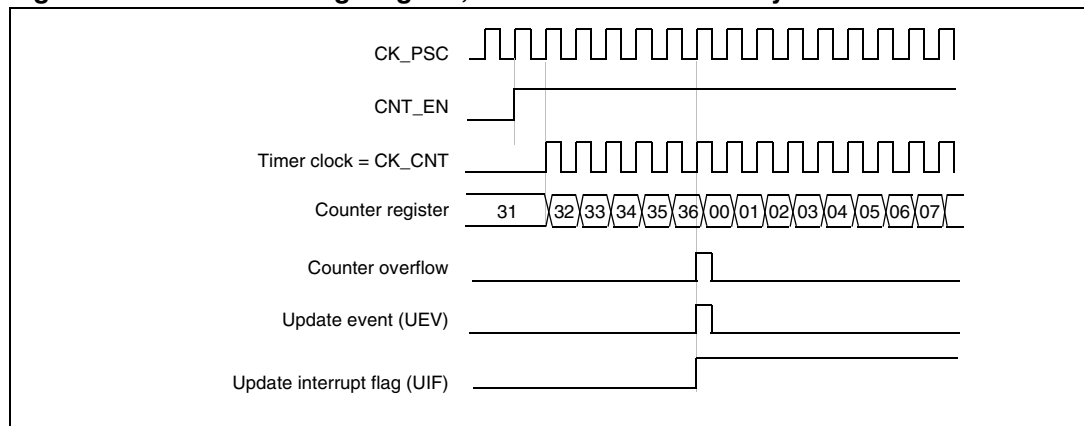 CK_PSC
CNT_EN
Timer clock = CK_CNT
Counter register 31 32 33 34 35 36 00 01 02 03 04 05 06 07
Counter overflow
Update event (UEV)
Update interrupt flag (UIF)